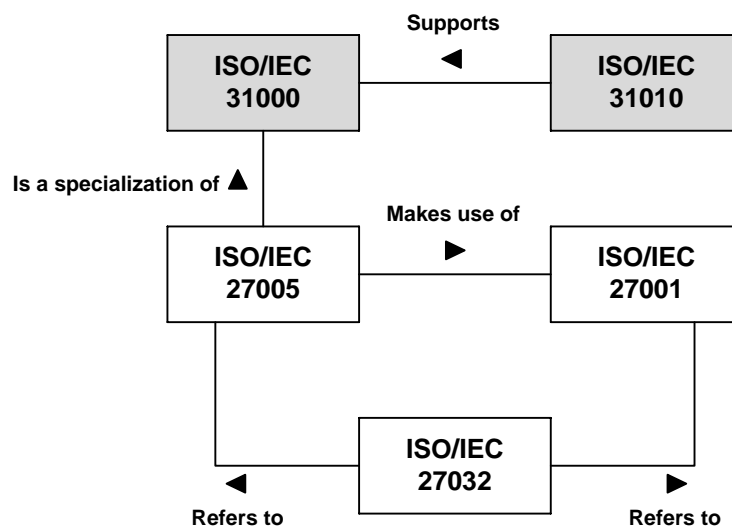 Supports
ISO/IEC
31000
ISO/IEC
31010
Is a specialization of
Makes use of
ISO/IEC
27005
ISO/IEC
27001
ISO/IEC
27032
Refers to
Refers to